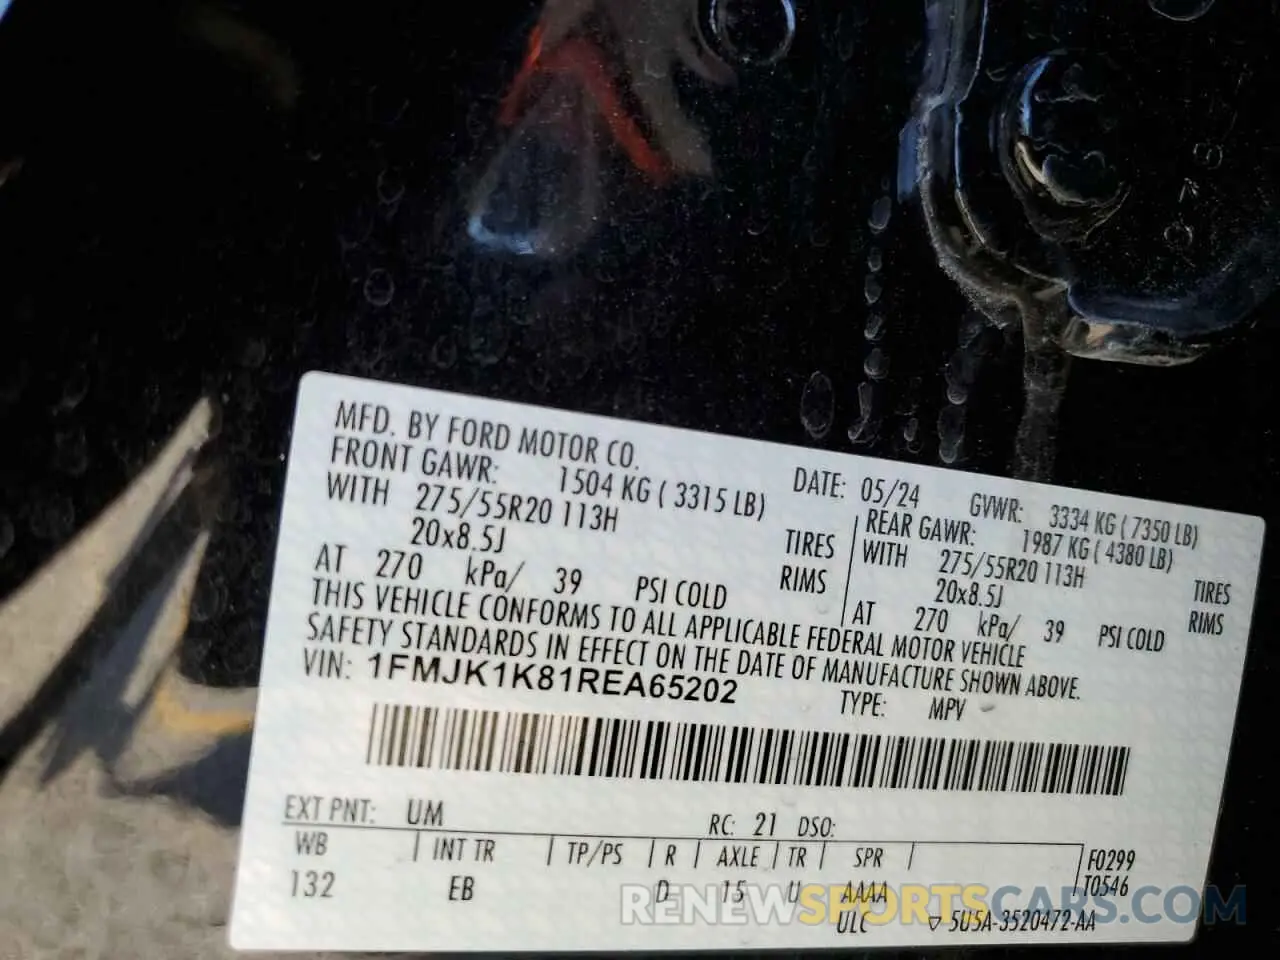 MFD. BY FORD MOTOR CO.
DATE: 05/24 GVWR: 3334 KG ( 7350 LB)
FRONT GAWR: 1504 KG ( 3315 LB) REAR GAWR: 1987 KG ( 4380 LB)
WITH 275/55R20 113H TIRES WITH 275/55R20 113H TIRES
20x8.5J RIMS 20x8.5J RIMS
AT 270 kPa/ 39 PSI COLD AT 270 kPa/ 39 PSI COLD
THIS VEHICLE CONFORMS TO ALL APPLICABLE FEDERAL MOTOR VEHICLE
SAFETY STANDARDS IN EFFECT ON THE DATE OF MANUFACTURE SHOWN ABOVE.
VIN: 1FMJK1K81REA65202 TYPE: MPV
EXT PNT: UM RC: 21 DSO:
WB INT TR TP/PS R AXLE TR SPR F0299
132 EB D 15 U AAAA T0546
ULC 5U5A-3520472-AA
RENEWSPORTSCARS.COM